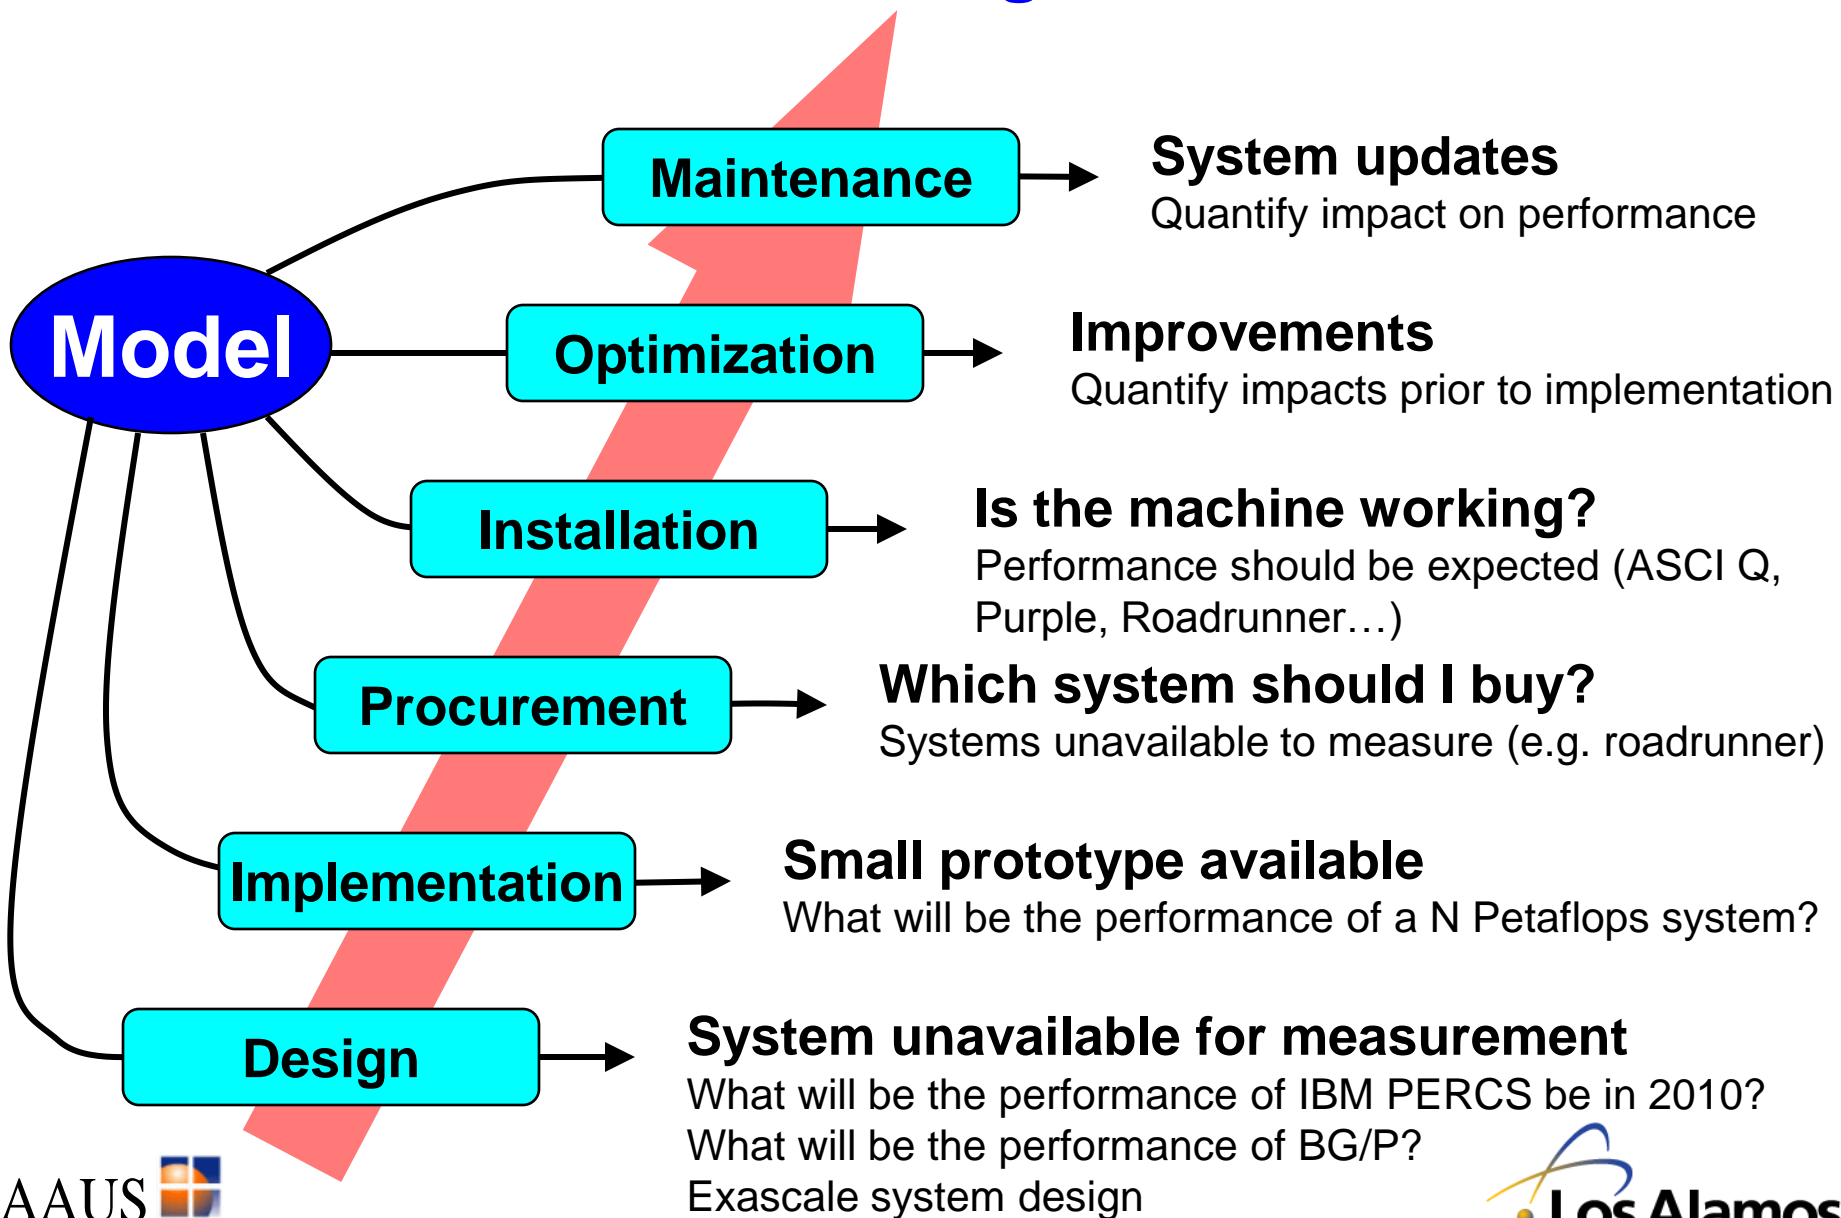 Maintenance
System updates
Quantify impact on performance
Model
Optimization
Improvements
Quantify impacts prior to implementation
Installation
Is the machine working?
Performance should be expected (ASCI Q,
Purple, Roadrunner…)
Procurement
Which system should I buy?
Systems unavailable to measure (e.g. roadrunner)
Implementation
Small prototype available
What will be the performance of a N Petaflops system?
Design
System unavailable for measurement
What will be the performance of IBM PERCS be in 2010?
What will be the performance of BG/P?
Exascale system design
AAUS
Los Alamos